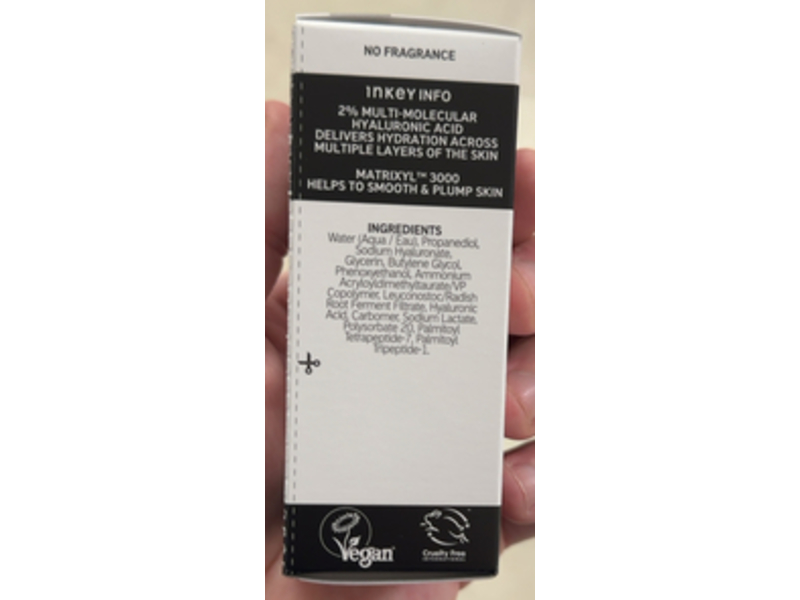 NO FRAGRANCE
INKEY INFO
2% MULTI-MOLECULAR
HYALURONIC ACID
DELIVERS HYDRATION ACROSS
MULTIPLE LAYERS OF THE SKIN
MATRIXYL™ 3000
HELPS TO SMOOTH & PLUMP SKIN
INGREDIENTS
Water (Aqua / Eau), Propanediol,
Sodium Hyaluronate,
Glycerin, Butylene Glycol,
Phenoxyethanol, Ammonium
Acryloyldimethyltaurate/VP
Copolymer, Leuconostoc/Radish
Root Ferment Filtrate, Hyaluronic
Acid, Carbomer, Sodium Lactate,
Polysorbate 20, Palmitoyl
Tetrapeptide-7, Palmitoyl
Tripeptide-1.
Vegan
Cruelty Free
INTERNATIONAL